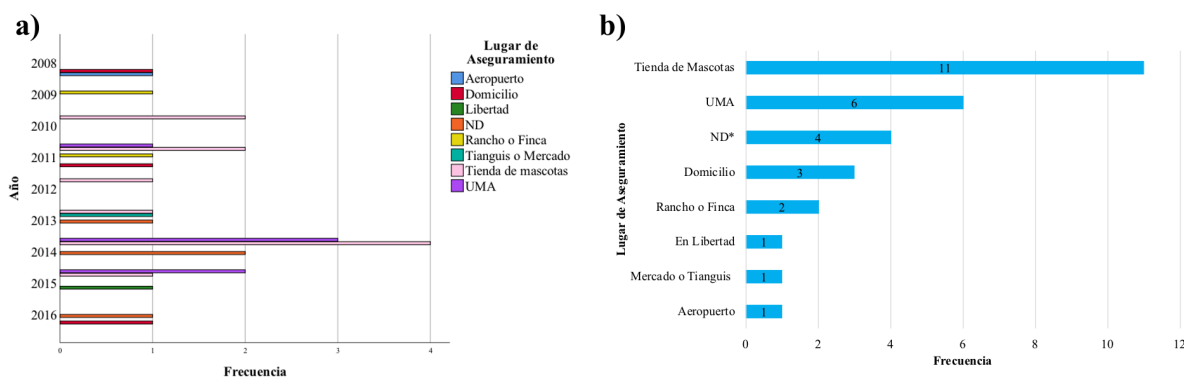 a)
Lugar de
Aseguramiento
Aeropuerto
Domicilio
Libertad
ND
Rancho o Finca
Tianguis o Mercado
Tienda de mascotas
UMA
Año
2008
2009
2010
2011
2012
2013
2014
2015
2016
0 1 2 3 4
Frecuencia
b)
Lugar de Aseguramiento
Tienda de Mascotas 11
UMA 6
ND* 4
Domicilio 3
Rancho o Finca 2
En Libertad 1
Mercado o Tianguis 1
Aeropuerto 1
0 2 4 6 8 10 12
Frecuencia